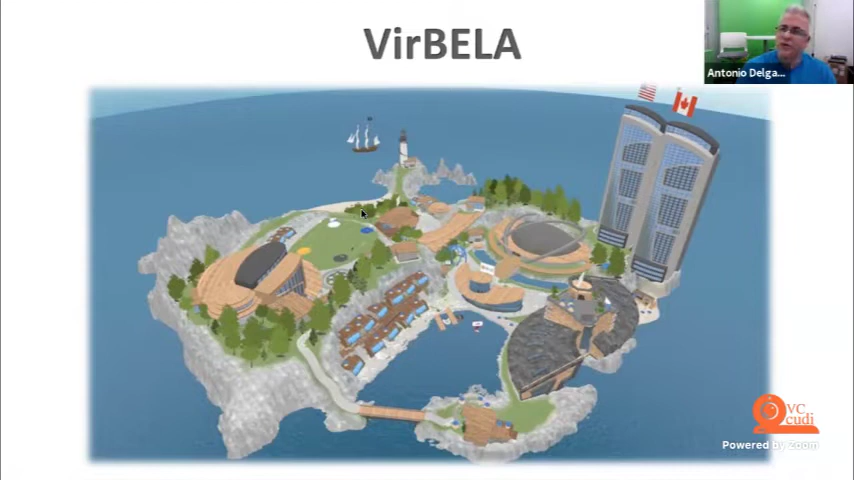 VirBELA
Antonio Delga...
VC
cudi
Powered by Zoom